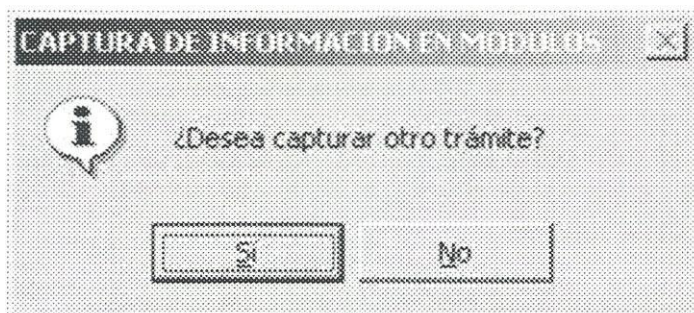 CAPTURA DE INFORMACION EN MODULOS
¿Desea capturar otro trámite?
Sí
No